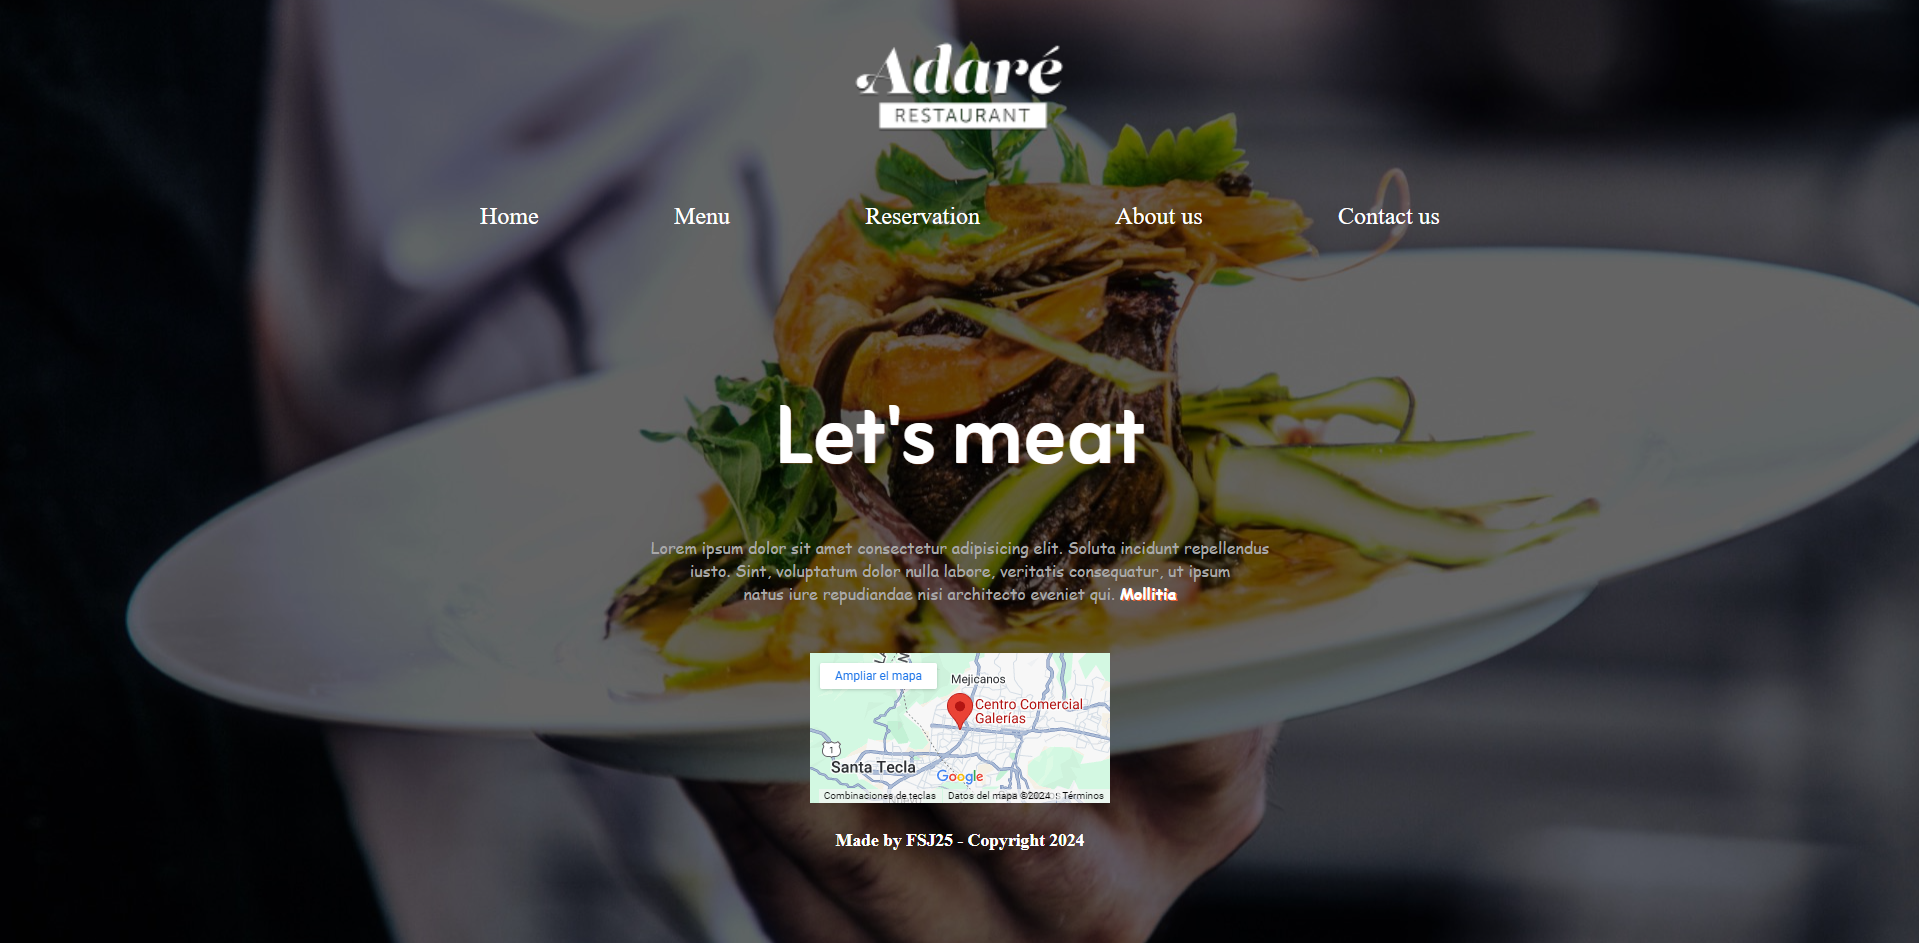 Adaré
RESTAURANT
Home Menu Reservation About us Contact us
Let's meat
Lorem ipsum dolor sit amet consectetur adipisicing elit. Soluta incidunt repellendus
iusto. Sint, voluptatum dolor nulla labore, veritatis consequatur, ut ipsum
natus iure repudiandae nisi architecto eveniet qui. Mollitia
Ampliar el mapa
Mejicanos
Centro Comercial
Galerías
1
Santa Tecla
Google
Combinaciones de teclas Datos del mapa ©2024 Términos
Made by FSJ25 - Copyright 2024